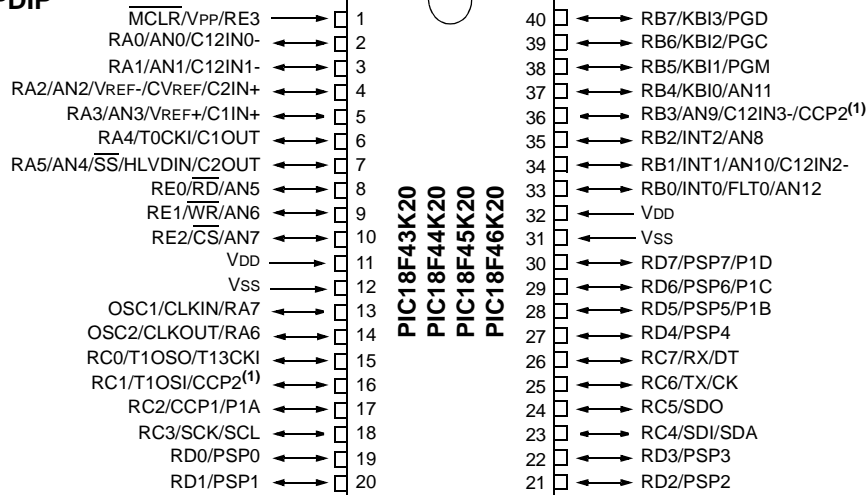 PDIP
MCLR/VPP/RE3 1
RA0/AN0/C12IN0- 2
RA1/AN1/C12IN1- 3
RA2/AN2/VREF-/CVREF/C2IN+ 4
RA3/AN3/VREF+/C1IN+ 5
RA4/T0CKI/C1OUT 6
RA5/AN4/SS/HLVDIN/C2OUT 7
RE0/RD/AN5 8
RE1/WR/AN6 9
RE2/CS/AN7 10
VDD 11
VSS 12
OSC1/CLKIN/RA7 13
OSC2/CLKOUT/RA6 14
RC0/T1OSO/T13CKI 15
RC1/T1OSI/CCP2(1) 16
RC2/CCP1/P1A 17
RC3/SCK/SCL 18
RD0/PSP0 19
RD1/PSP1 20
PIC18F43K20
PIC18F44K20
PIC18F45K20
PIC18F46K20
40 RB7/KBI3/PGD
39 RB6/KBI2/PGC
38 RB5/KBI1/PGM
37 RB4/KBI0/AN11
36 RB3/AN9/C12IN3-/CCP2(1)
35 RB2/INT2/AN8
34 RB1/INT1/AN10/C12IN2-
33 RB0/INT0/FLT0/AN12
32 VDD
31 VSS
30 RD7/PSP7/P1D
29 RD6/PSP6/P1C
28 RD5/PSP5/P1B
27 RD4/PSP4
26 RC7/RX/DT
25 RC6/TX/CK
24 RC5/SDO
23 RC4/SDI/SDA
22 RD3/PSP3
21 RD2/PSP2